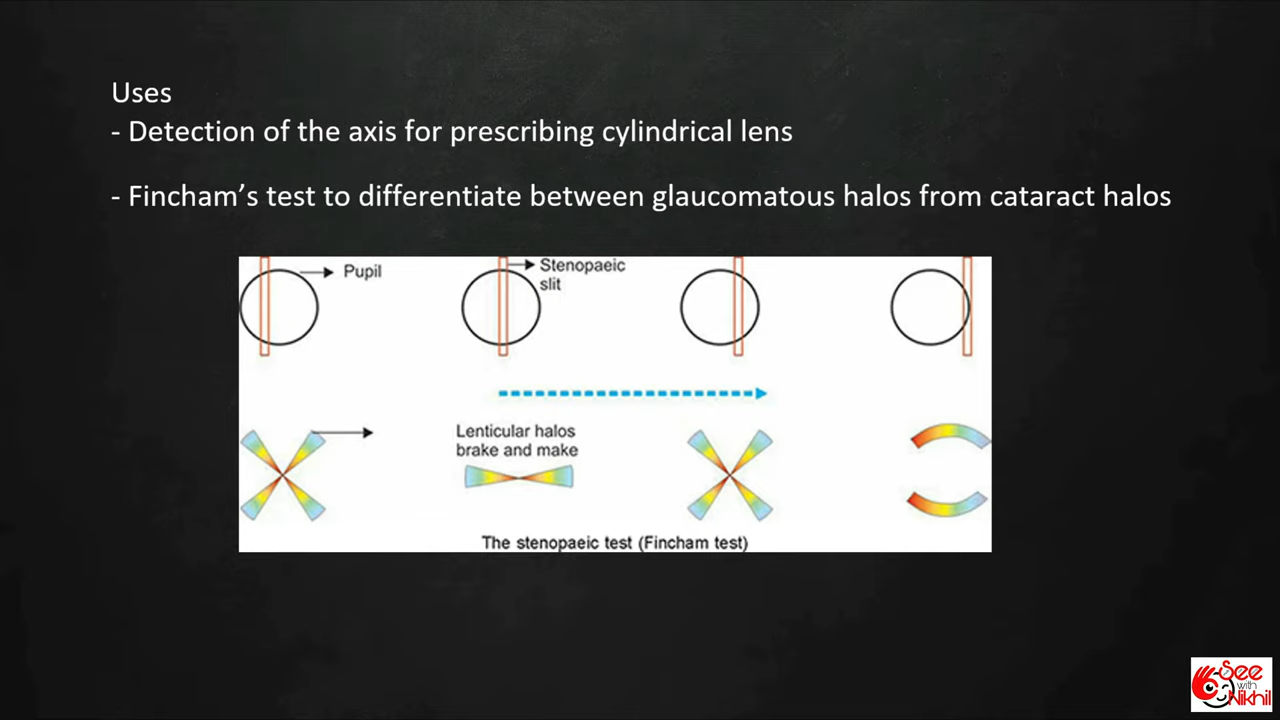 Uses
- Detection of the axis for prescribing cylindrical lens
- Fincham’s test to differentiate between glaucomatous halos from cataract halos
Pupil
Stenopaeic
slit
Lenticular halos
brake and make
The stenopaeic test (Fincham test)
See
with
Nikhil